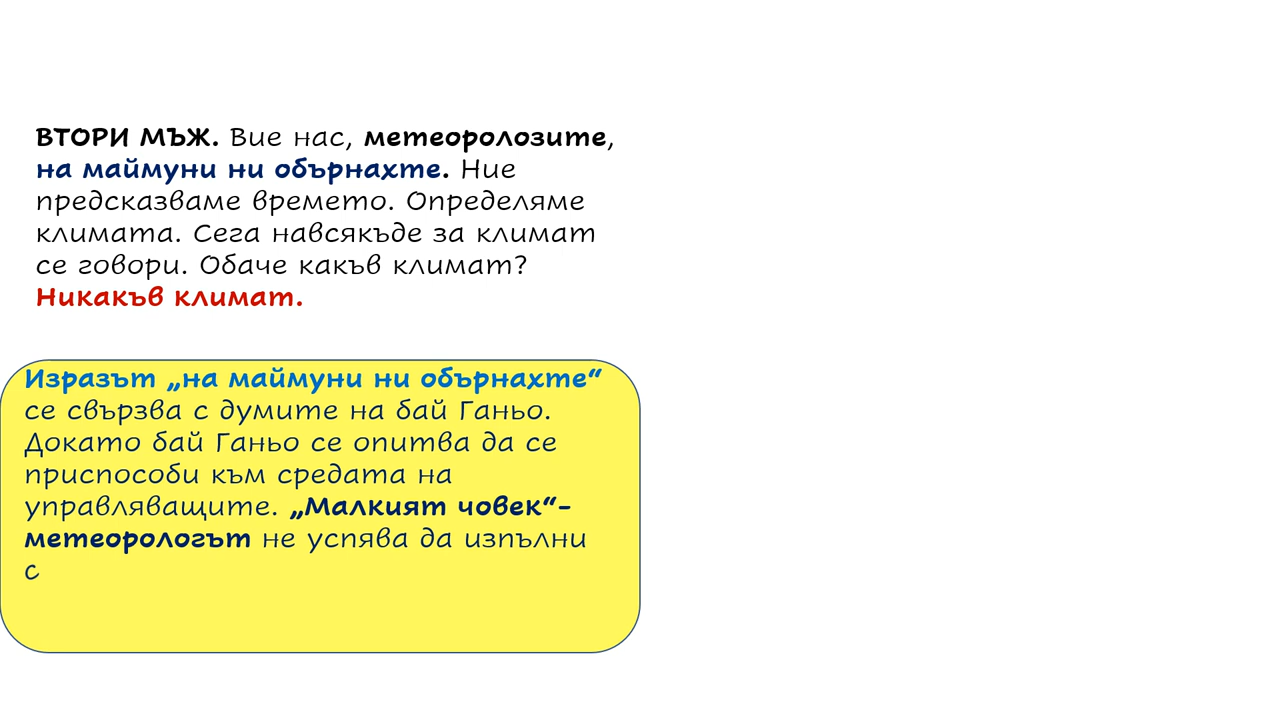 ВТОРИ МЪЖ. Вие нас, метеоролозите,
на маймуни ни обърнахте. Ние
предсказваме времето. Определяме
климата. Сега навсякъде за климат
се говори. Обаче какъв климат?
Никакъв климат.
Изразът „на маймуни ни обърнахте“
се свързва с думите на бай Ганьо.
Докато бай Ганьо се опитва да се
приспособи към средата на
управляващите. „Малкият човек“-
метеорологът не успява да изпълни
с